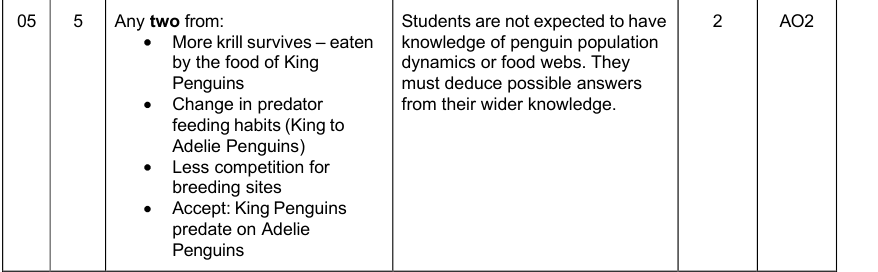 05
5
Any two from:
• More krill survives – eaten
by the food of King
Penguins
• Change in predator
feeding habits (King to
Adelie Penguins)
• Less competition for
breeding sites
• Accept: King Penguins
predate on Adelie
Penguins
Students are not expected to have
knowledge of penguin population
dynamics or food webs. They
must deduce possible answers
from their wider knowledge.
2
AO2